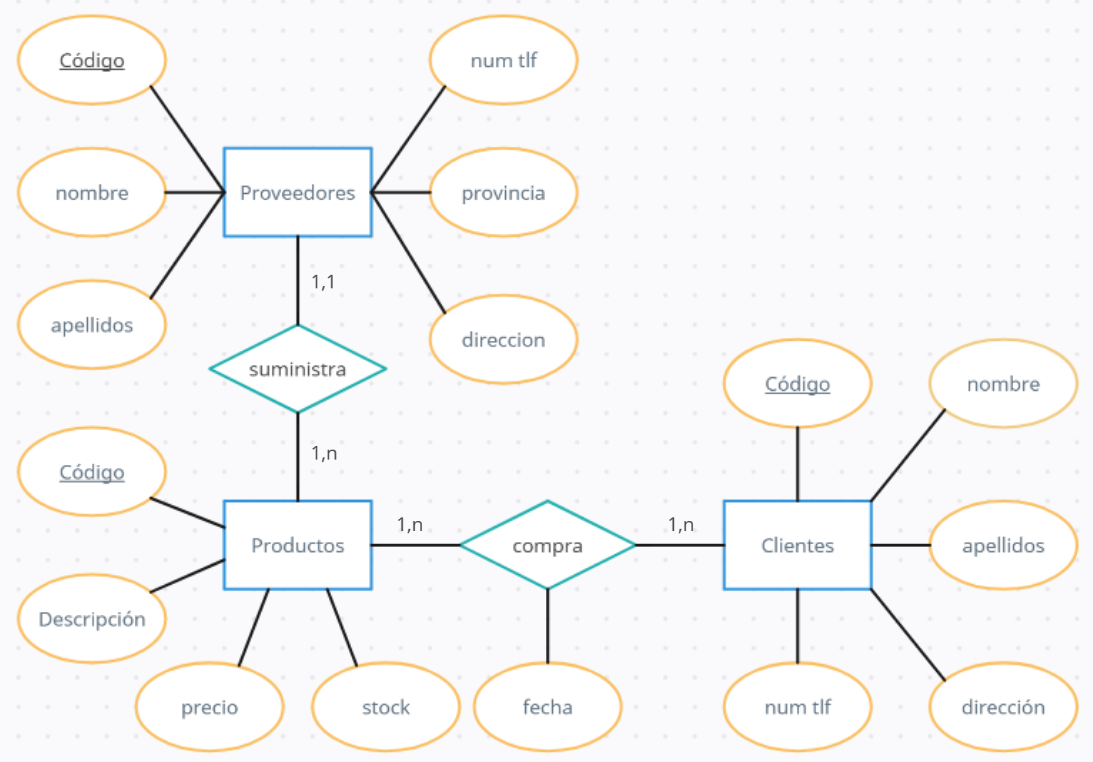 Código
num tlf
nombre
Proveedores
provincia
1,1
apellidos
direccion
suministra
Código
nombre
1,n
Código
1,n
1,n
Productos
compra
Clientes
apellidos
Descripción
precio
stock
fecha
num tlf
dirección